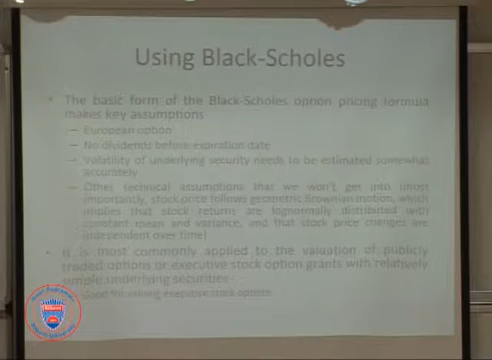 Using Black-Scholes
• The basic form of the Black-Scholes option pricing formula
makes key assumptions
– European option
– No dividends before expiration date
– Volatility of underlying security needs to be estimated somewhat
accurately
– Other technical assumptions that we won't get into (most
importantly, stock price follows geometric Brownian motion, which
implies that stock returns are lognormally distributed with
constant mean and variance, and that stock price changes are
independent over time)
• It is most commonly applied to the valuation of publicly
traded options or executive stock option grants with relatively
simple underlying securities
Good for valuing executive stock options